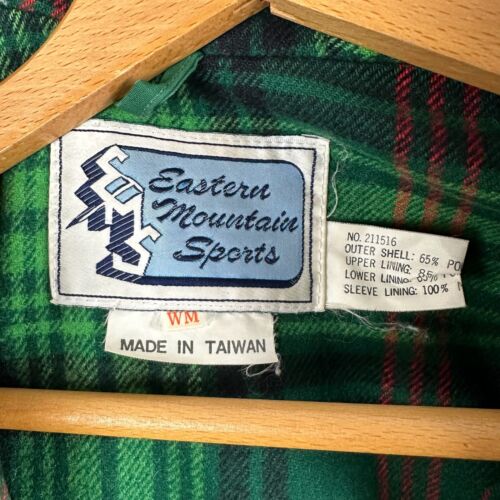 EMS
Eastern
Mountain
Sports
WM
MADE IN TAIWAN
NO. 211516
OUTER SHELL: 65% PO
UPPER LINING:
LOWER LINING: 85%
SLEEVE LINING: 100%